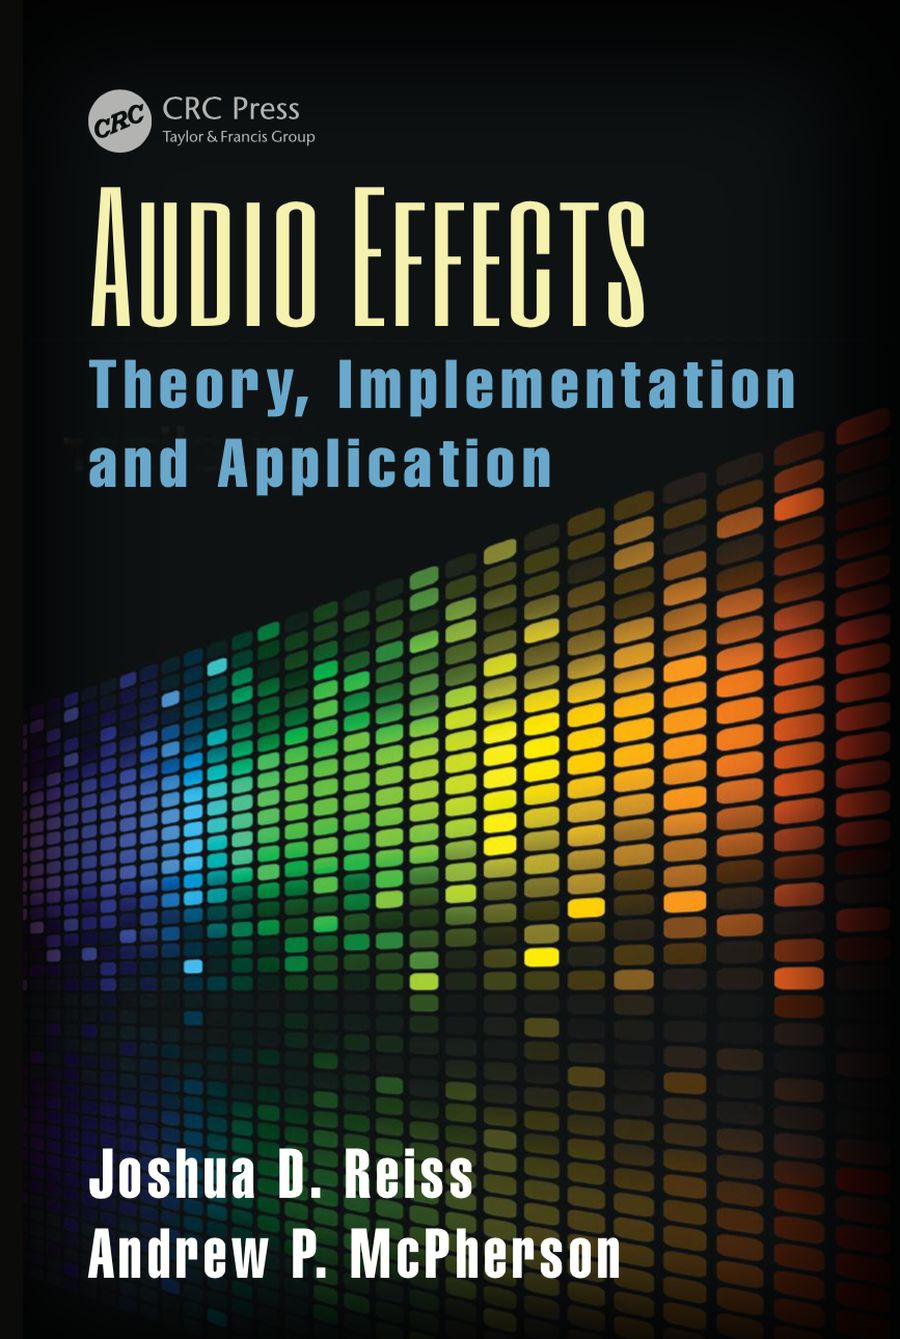 CRC
CRC Press
Taylor & Francis Group
AUDIO EFFECTS
Theory, Implementation
and Application
Joshua D. Reiss
Andrew P. McPherson